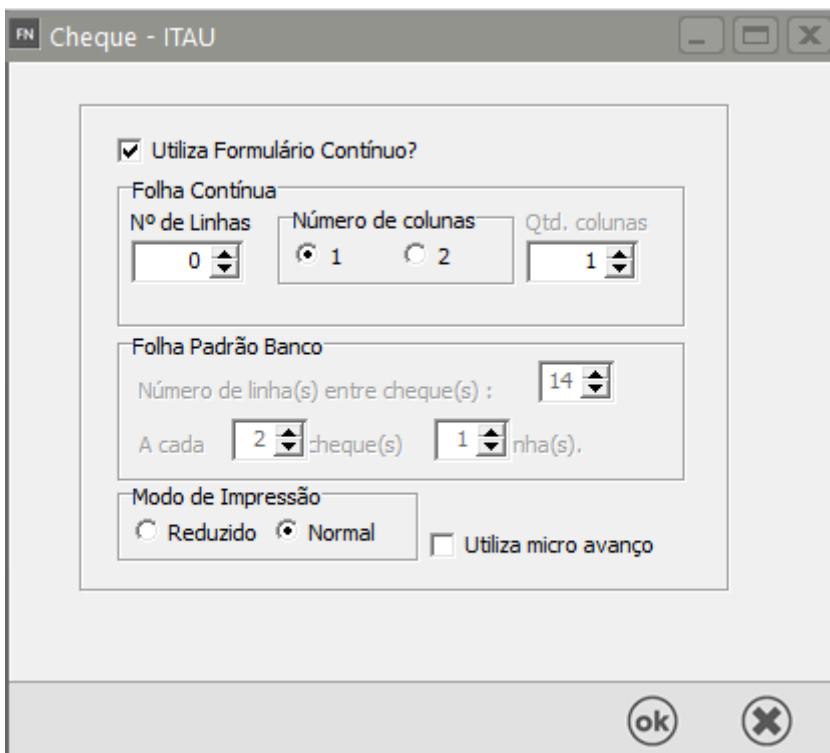 FN Cheque - ITAU
Utiliza Formulário Contínuo?
Folha Contínua
Nº de Linhas Número de colunas Qtd. colunas
0 1 2 1
Folha Padrão Banco
Número de linha(s) entre cheque(s) : 14
A cada 2 cheque(s) 1 nha(s).
Modo de Impressão
Reduzido Normal
Utiliza micro avanço
ok